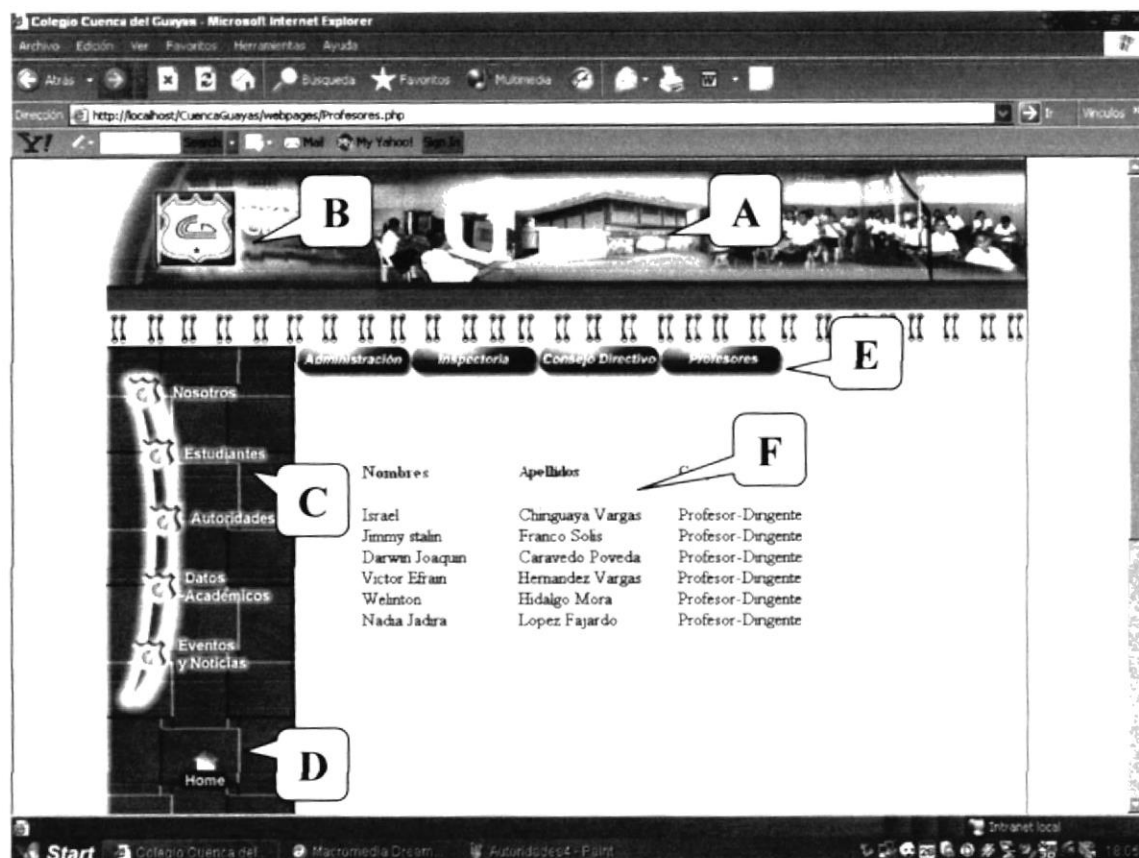 Colegio Cuenca del Guayas - Microsoft Internet Explorer
Archivo Edición Ver Favoritos Herramientas Ayuda
Atrás Búsqueda Favoritos Multimedia
Dirección http://localhost/CuencaGuayas/webpages/Profesores.php Ir Vínculos
Y! Search Mail My Yahoo! Sign In
B
A
Administración Inspectoria Consejo Directivo Profesores
E
Nosotros
Estudiantes
C
Autoridades
Datos
Académicos
Eventos
y Noticias
D
Home
F
Nombres Apellidos
Israel Chinguaya Vargas Profesor-Dirigente
Jimmy stalin Franco Solis Profesor-Dirigente
Darwin Joaquin Caravedo Poveda Profesor-Dirigente
Victor Efrain Hernandez Vargas Profesor-Dirigente
Welinton Hidalgo Mora Profesor-Dirigente
Nadia Jadira Lopez Fajardo Profesor-Dirigente
Intranet local
Start Colegio Cuenca del... Macromedia Dream... Autoridades4 - Paint